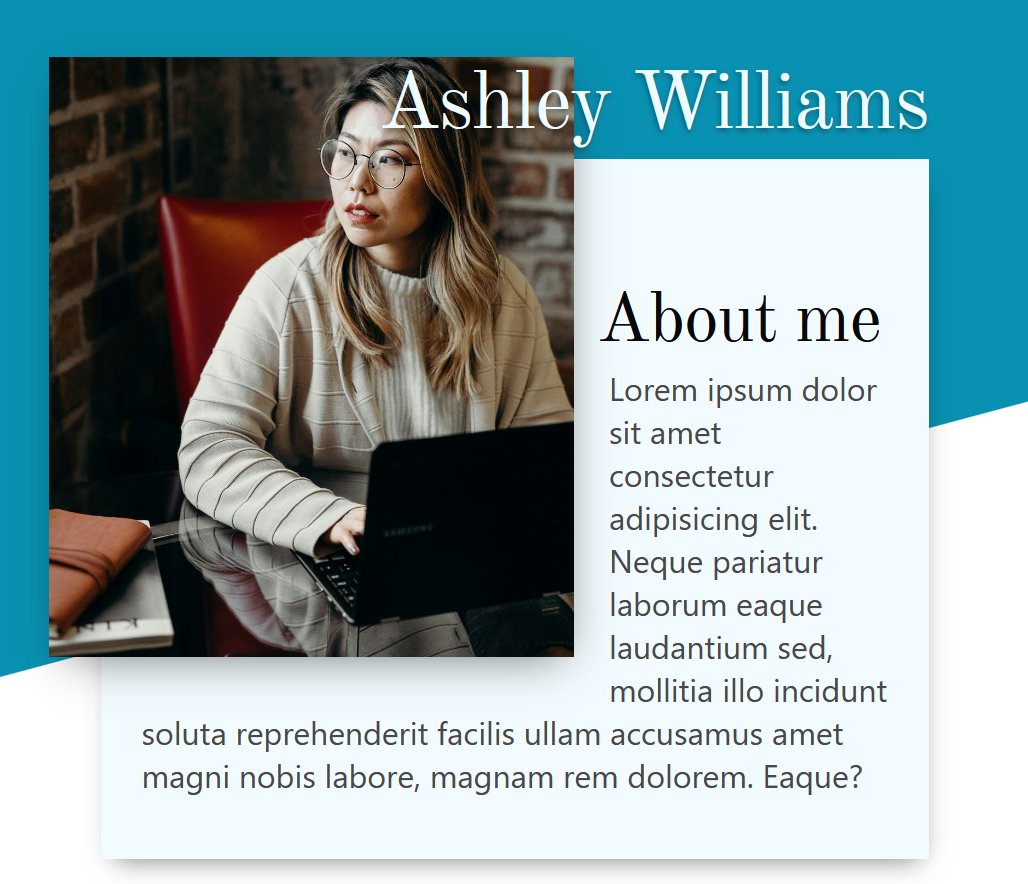 Ashley Williams
About me
Lorem ipsum dolor
sit amet
consectetur
adipisicing elit.
Neque pariatur
laborum eaque
laudantium sed,
mollitia illo incidunt
soluta reprehenderit facilis ullam accusamus amet
magni nobis labore, magnam rem dolorem. Eaque?
SAMSUNG